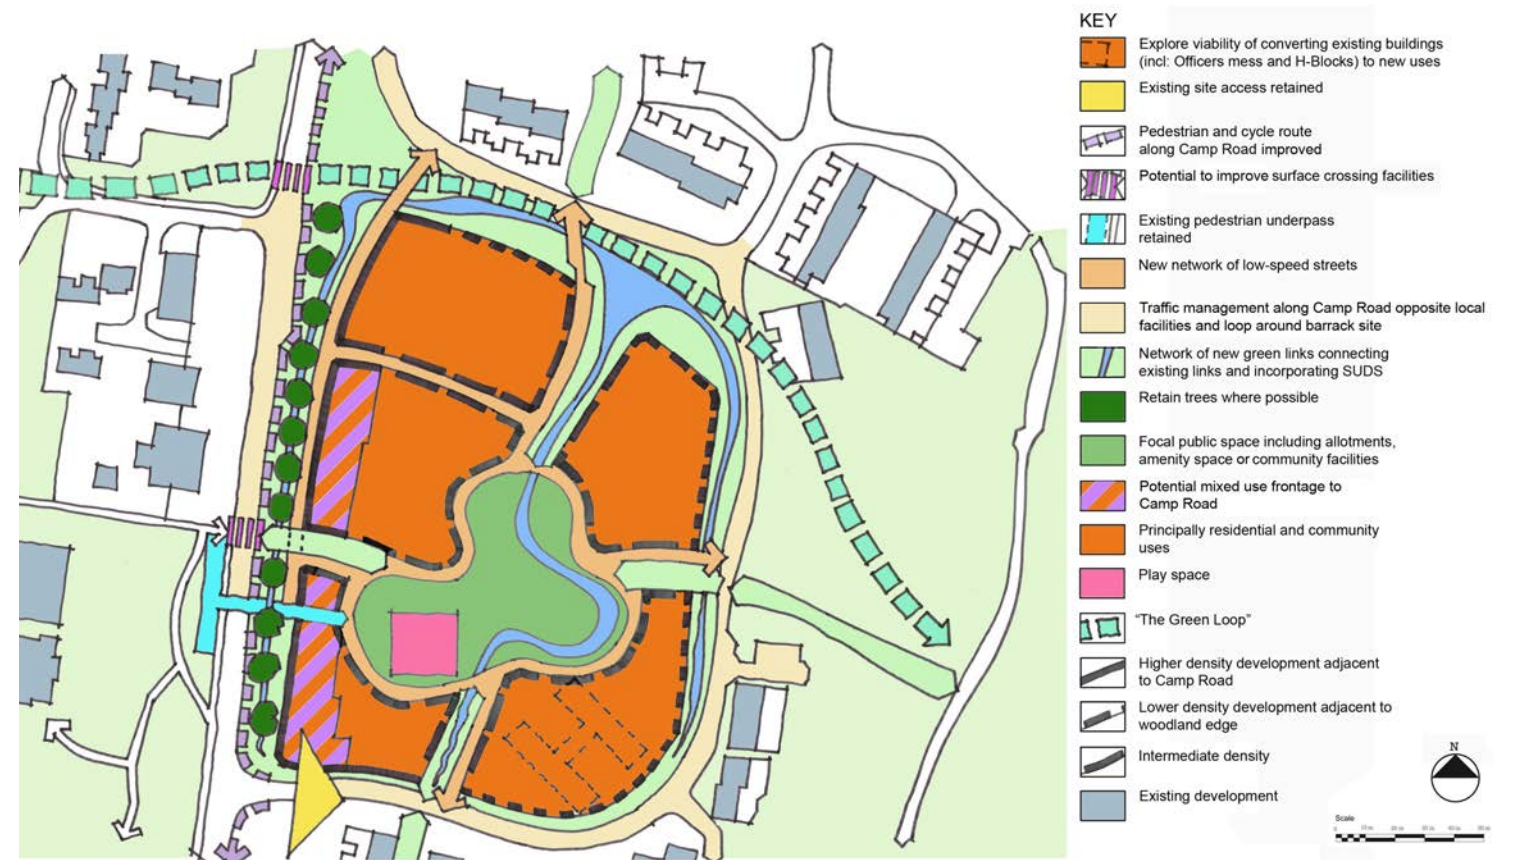 KEY
Explore viability of converting existing buildings
(incl: Officers mess and H-Blocks) to new uses
Existing site access retained
Pedestrian and cycle route
along Camp Road improved
Potential to improve surface crossing facilities
Existing pedestrian underpass
retained
New network of low-speed streets
Traffic management along Camp Road opposite local
facilities and loop around barrack site
Network of new green links connecting
existing links and incorporating SUDS
Retain trees where possible
Focal public space including allotments,
amenity space or community facilities
Potential mixed use frontage to
Camp Road
Principally residential and community
uses
Play space
"The Green Loop"
Higher density development adjacent
to Camp Road
Lower density development adjacent to
woodland edge
Intermediate density
Existing development
N
Scale